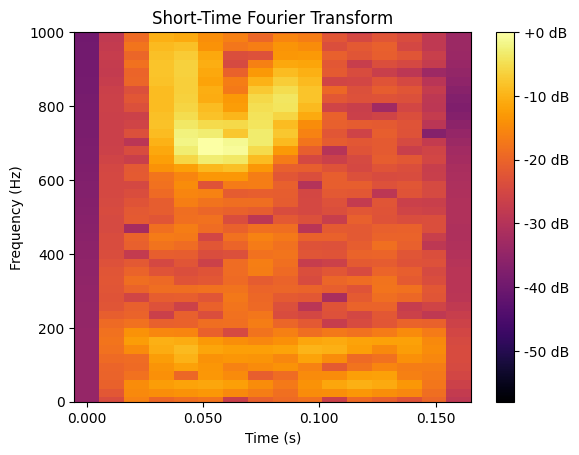 Short-Time Fourier Transform
Frequency (Hz)
1000
800
600
400
200
0
0.000
0.050
0.100
0.150
Time (s)
+0 dB
-10 dB
-20 dB
-30 dB
-40 dB
-50 dB